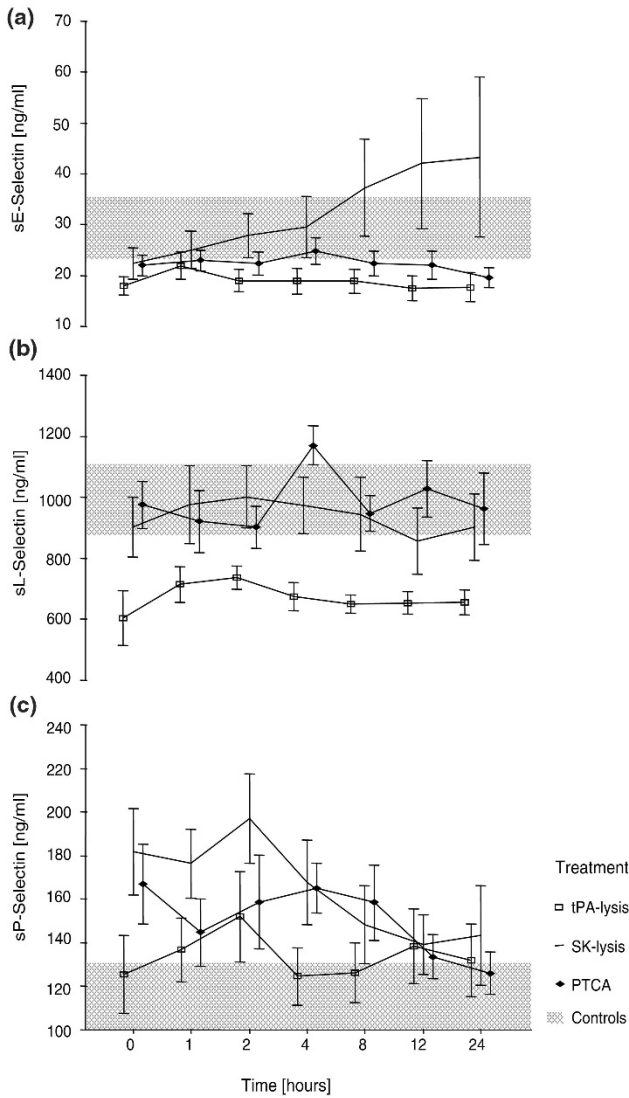 (a)
70
60
50
40
30
20
10
sE-Selectin [ng/ml]
(b)
1400
1200
1000
800
600
400
sL-Selectin [ng/ml]
(c)
240
220
200
180
160
140
120
100
sP-Selectin [ng/ml]
0 1 2 4 8 12 24
Time [hours]
Treatment
tPA-lysis
SK-lysis
PTCA
Controls